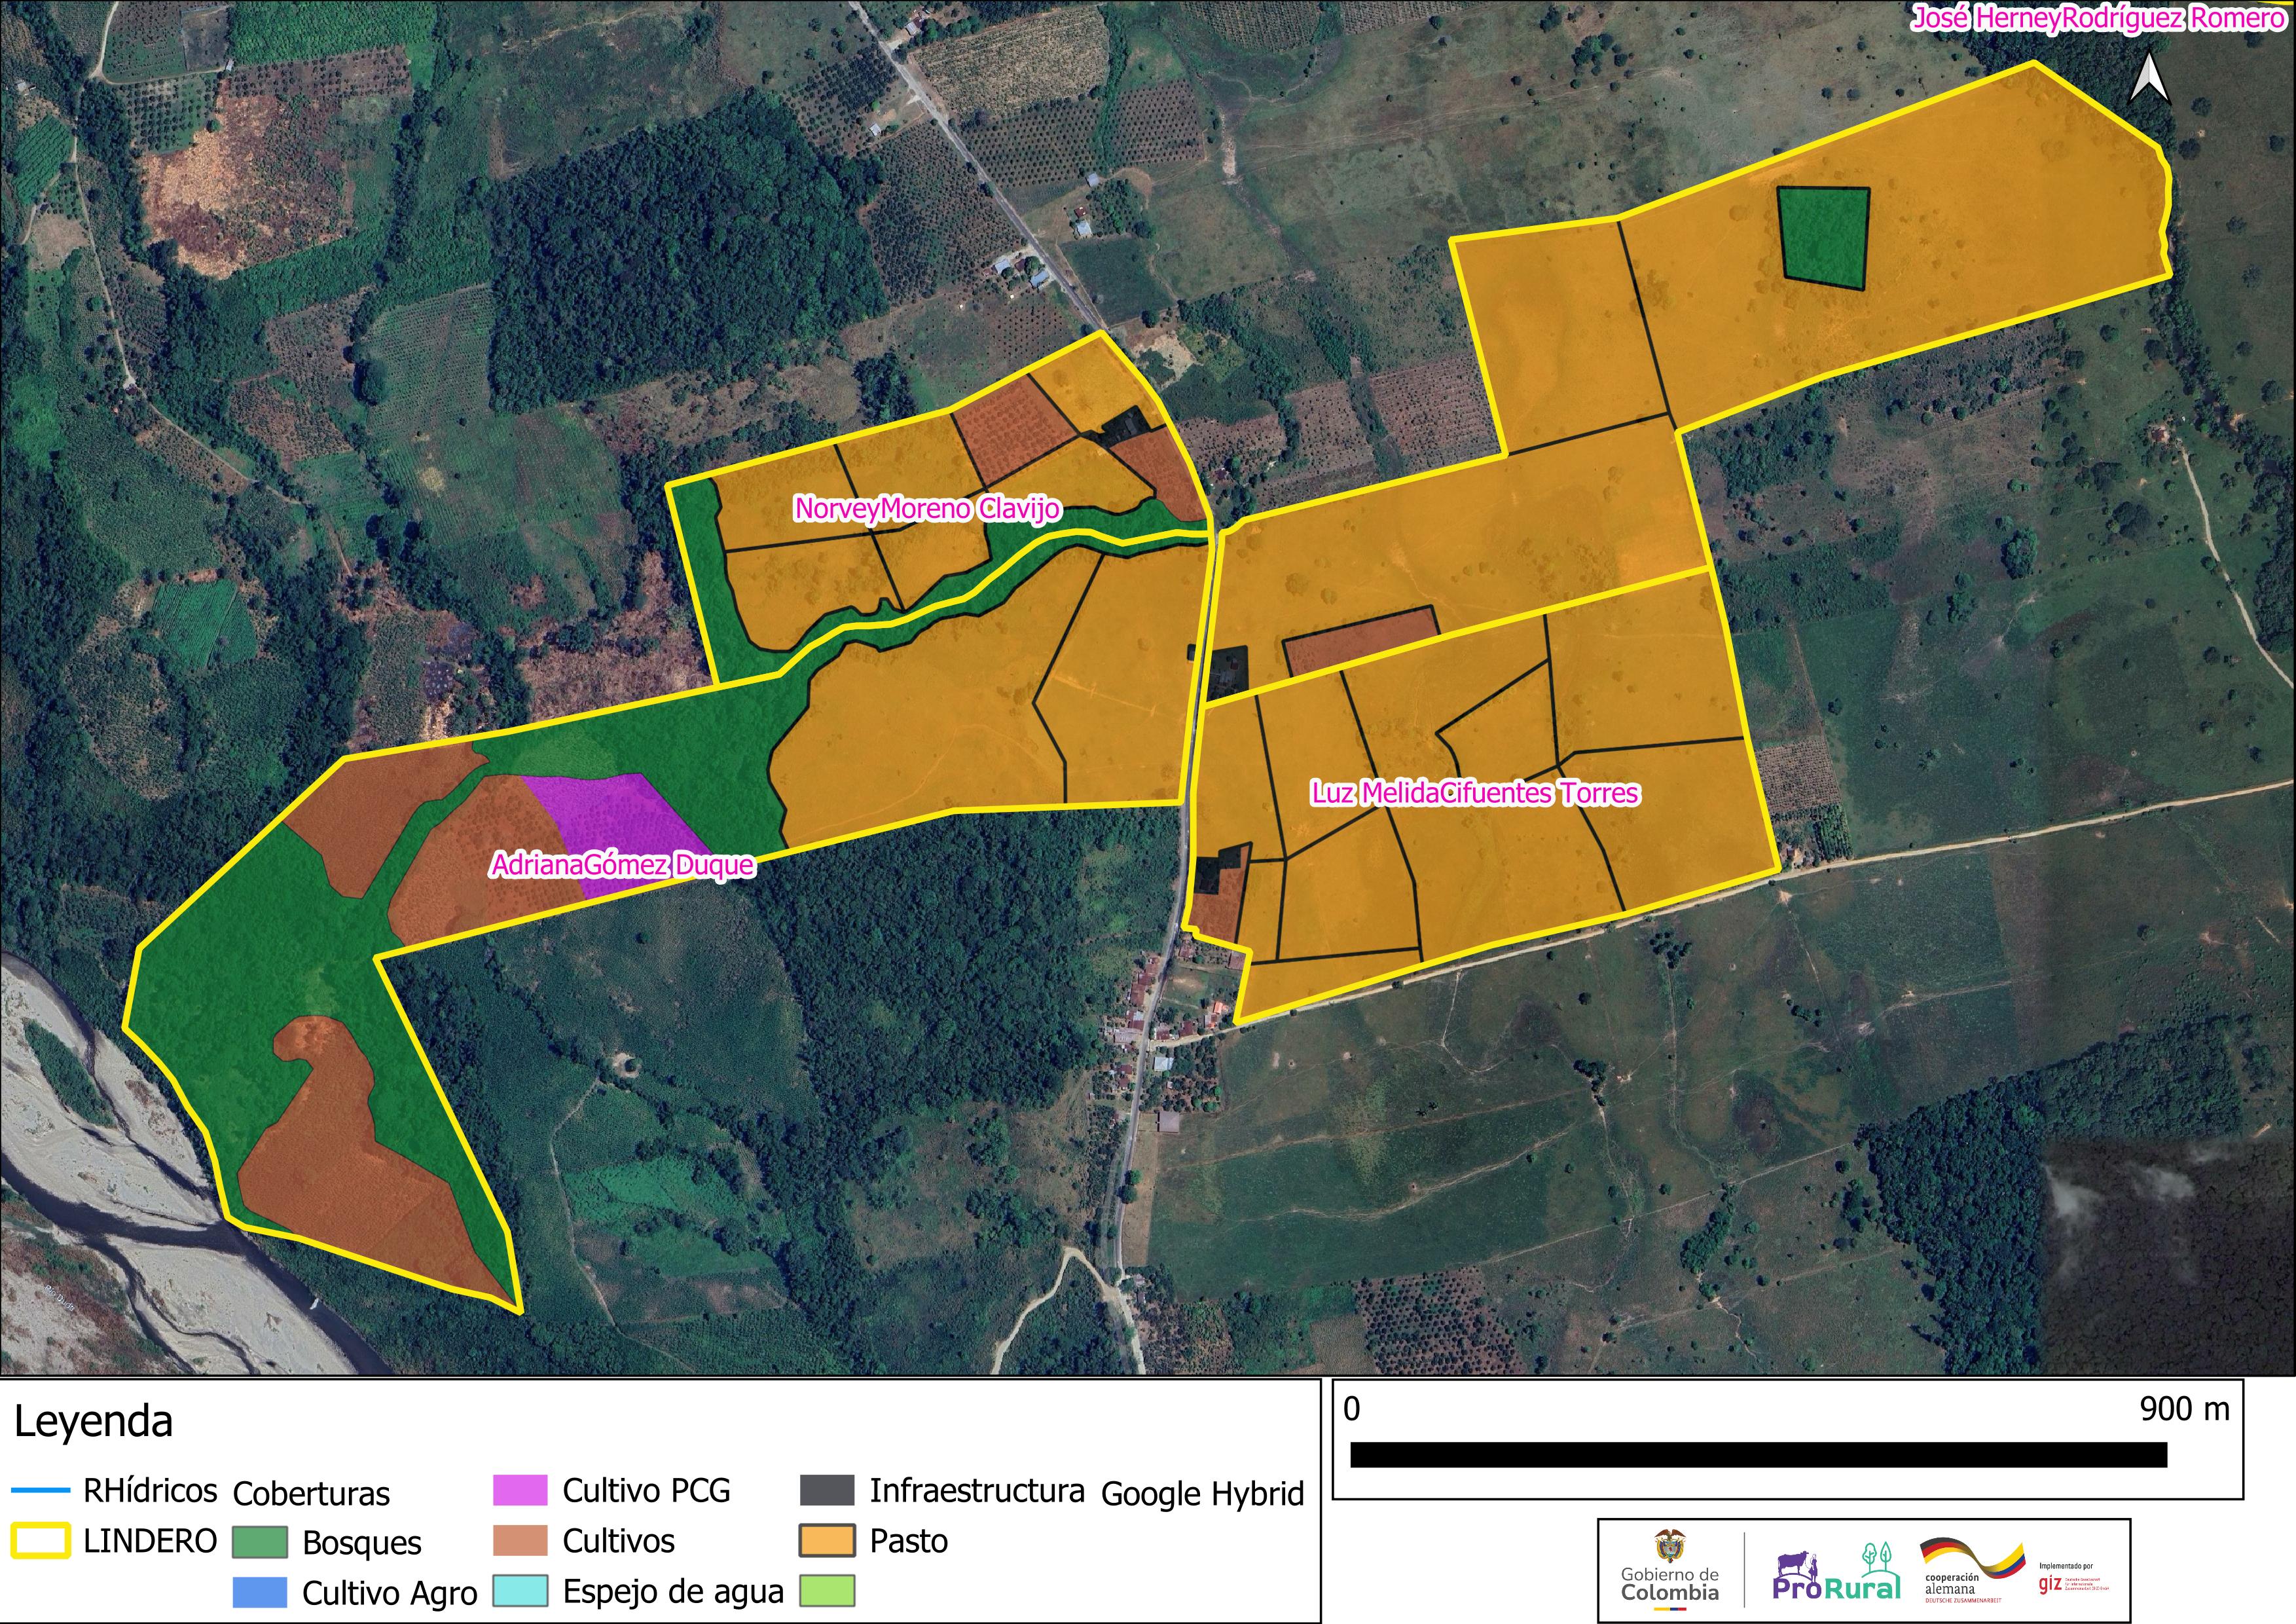 José HerneyRodríguez Romero
NorveyMoreno Clavijo
Luz MelidaCifuentes Torres
AdrianaGómez Duque
Leyenda
RHídricos
LINDERO
Coberturas
Bosques
Cultivo Agro
Cultivo PCG
Cultivos
Espejo de agua
Infraestructura
Pasto
Google Hybrid
0 900 m
Gobierno de
Colombia
ProRural
cooperación
alemana
DEUTSCHE ZUSAMMENARBEIT
Implementado por
giz